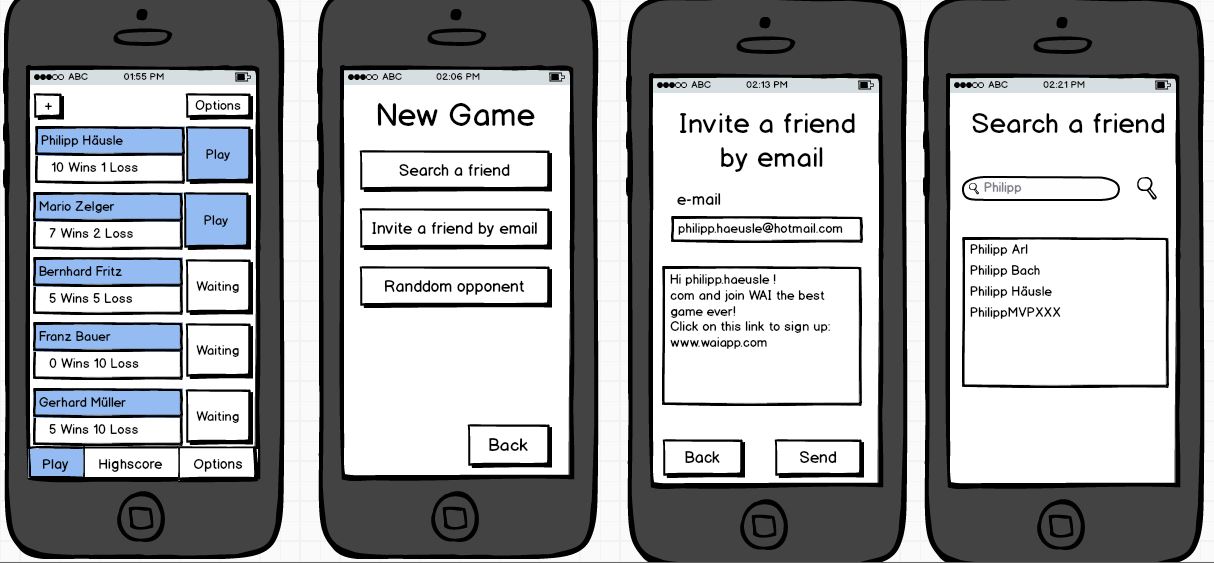 ABC 01:55 PM
+ Options
Philipp Häusle
10 Wins 1 Loss
Play
Mario Zelger
7 Wins 2 Loss
Play
Bernhard Fritz
5 Wins 5 Loss
Waiting
Franz Bauer
0 Wins 10 Loss
Waiting
Gerhard Müller
5 Wins 10 Loss
Waiting
Play Highscore Options
ABC 02:06 PM
New Game
Search a friend
Invite a friend by email
Randdom opponent
Back
ABC 02:13 PM
Invite a friend
by email
e-mail
philipp.haeusle@hotmail.com
Hi philipp.haeusle !
com and join WAI the best
game ever!
Click on this link to sign up:
www.waiapp.com
Back Send
ABC 02:21 PM
Search a friend
Philipp
Philipp Arl
Philipp Bach
Philipp Häusle
PhilippMVPXXX